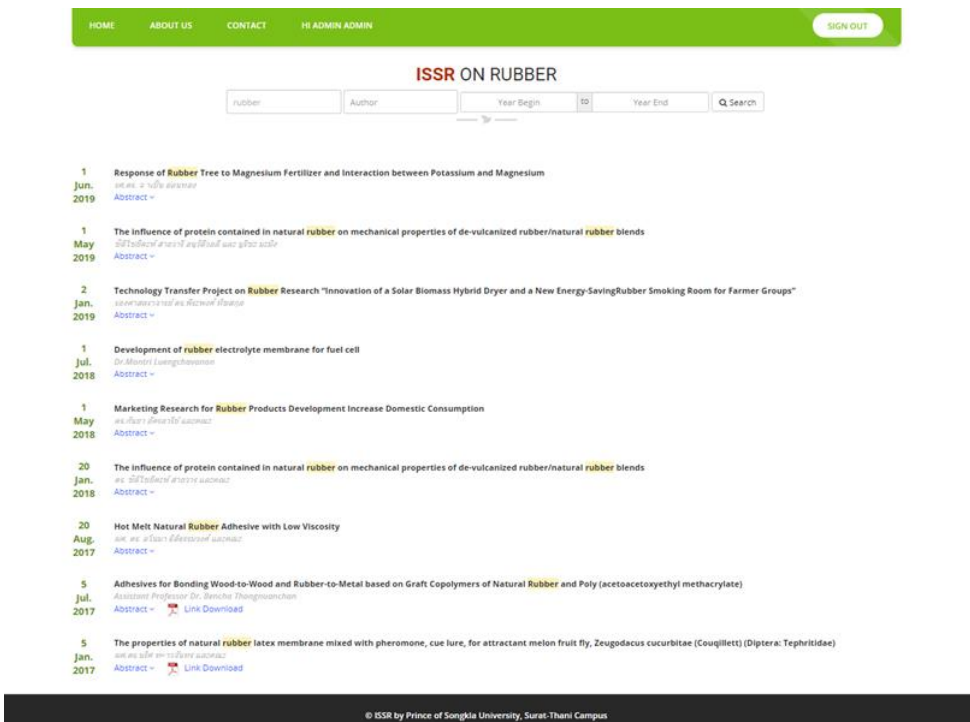 HOME ABOUT US CONTACT HI ADMIN ADMIN SIGN OUT
ISSR ON RUBBER
rubber Author Year Begin to Year End Search
1 Jun. 2019
Response of Rubber Tree to Magnesium Fertilizer and Interaction between Potassium and Magnesium
Abstract
1 May 2019
The influence of protein contained in natural rubber on mechanical properties of de-vulcanized rubber/natural rubber blends
Abstract
2 Jan. 2019
Technology Transfer Project on Rubber Research "Innovation of a Solar Biomass Hybrid Dryer and a New Energy-SavingRubber Smoking Room for Farmer Groups"
Abstract
1 Jul. 2018
Development of rubber electrolyte membrane for fuel cell
Dr.Montri Luengchavanon
Abstract
1 May 2018
Marketing Research for Rubber Products Development Increase Domestic Consumption
Abstract
20 Jan. 2018
The influence of protein contained in natural rubber on mechanical properties of de-vulcanized rubber/natural rubber blends
Abstract
20 Aug. 2017
Hot Melt Natural Rubber Adhesive with Low Viscosity
Abstract
5 Jul. 2017
Adhesives for Bonding Wood-to-Wood and Rubber-to-Metal based on Graft Copolymers of Natural Rubber and Poly (acetoacetoxyethyl methacrylate)
Assistant Professor Dr. Bencha Thongnuanchan
Abstract Link Download
5 Jan. 2017
The properties of natural rubber latex membrane mixed with pheromone, cue lure, for attractant melon fruit fly, Zeugodacus cucurbitae (Couqillett) (Diptera: Tephritidae)
Abstract Link Download
© ISSR by Prince of Songkla University, Surat-Thani Campus